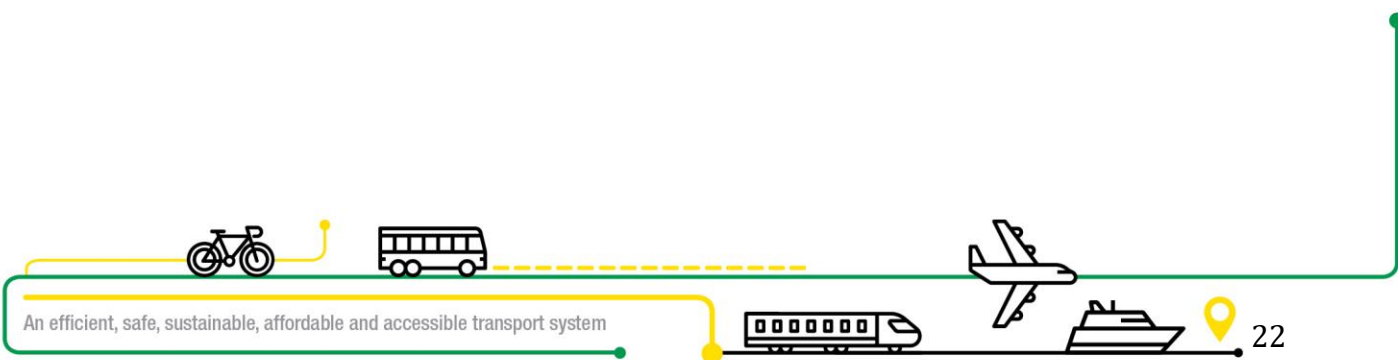 An efficient, safe, sustainable, affordable and accessible transport system
22